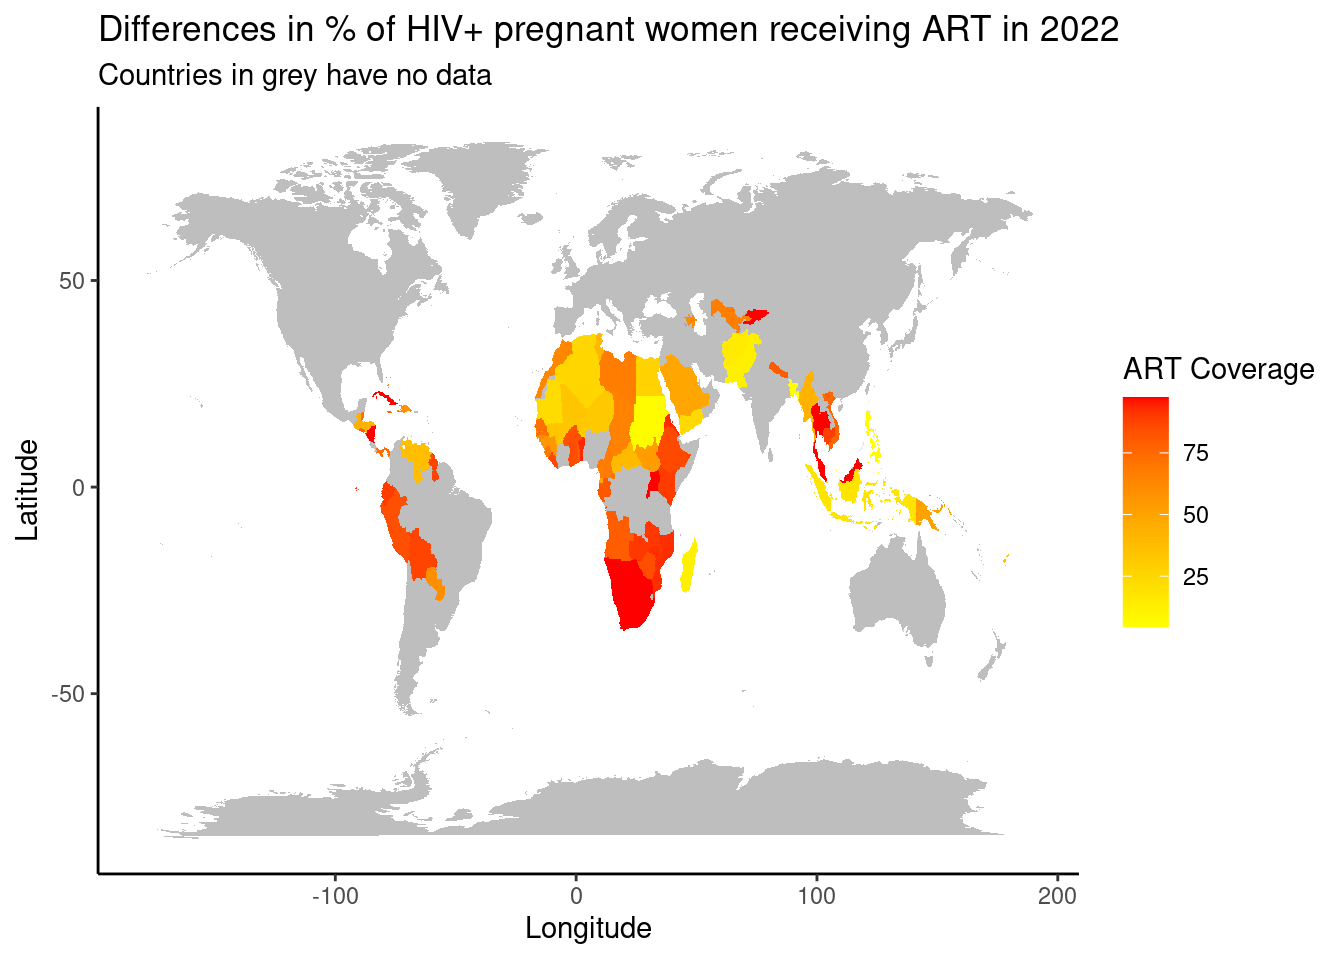 Differences in % of HIV+ pregnant women receiving ART in 2022
Countries in grey have no data
ART Coverage
75
50
25
50
0
-50
Latitude
-100
0
100
200
Longitude